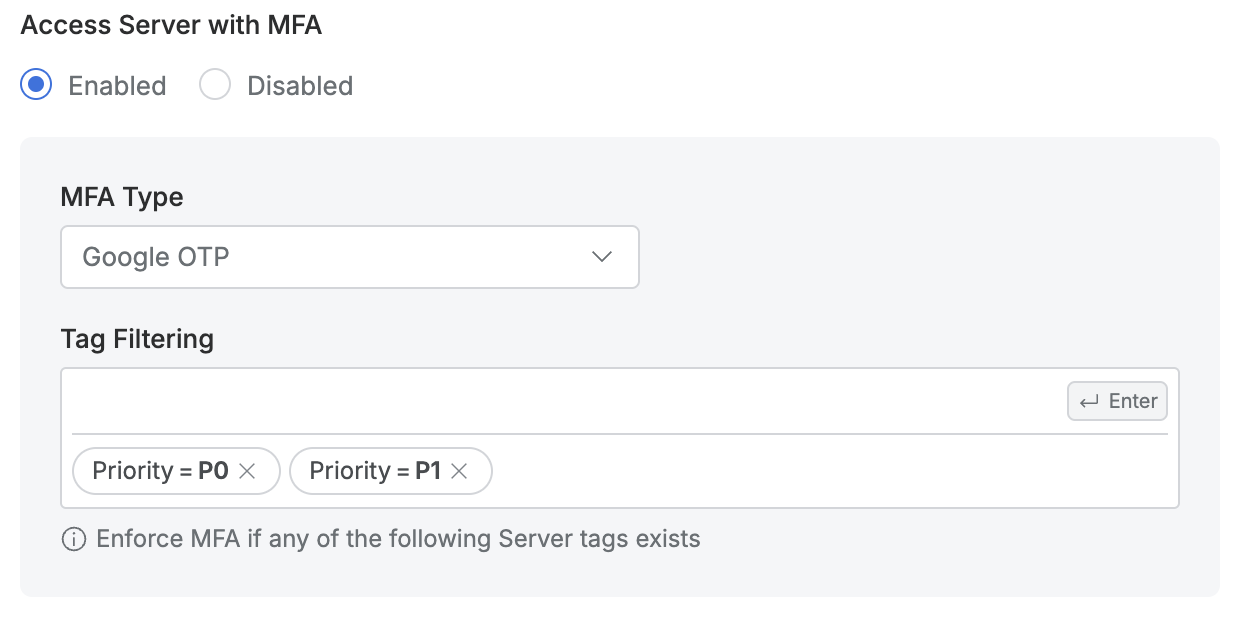 Access Server with MFA
Enabled Disabled
MFA Type
Google OTP
Tag Filtering
Enter
Priority = P0 Priority = P1
Enforce MFA if any of the following Server tags exists